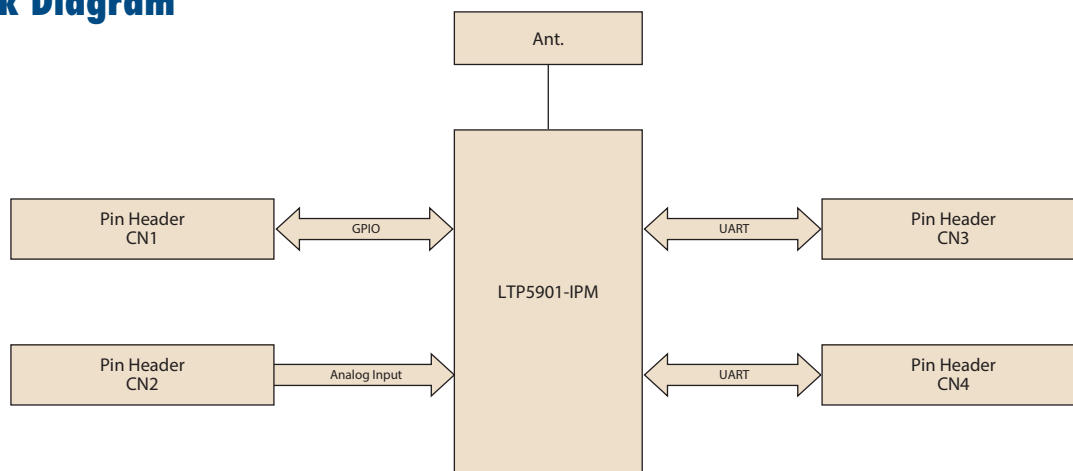 Diagram
Ant.
Pin Header
CN1
GPIO
UART
Pin Header
CN3
LTP5901-IPM
Pin Header
CN2
Analog Input
UART
Pin Header
CN4